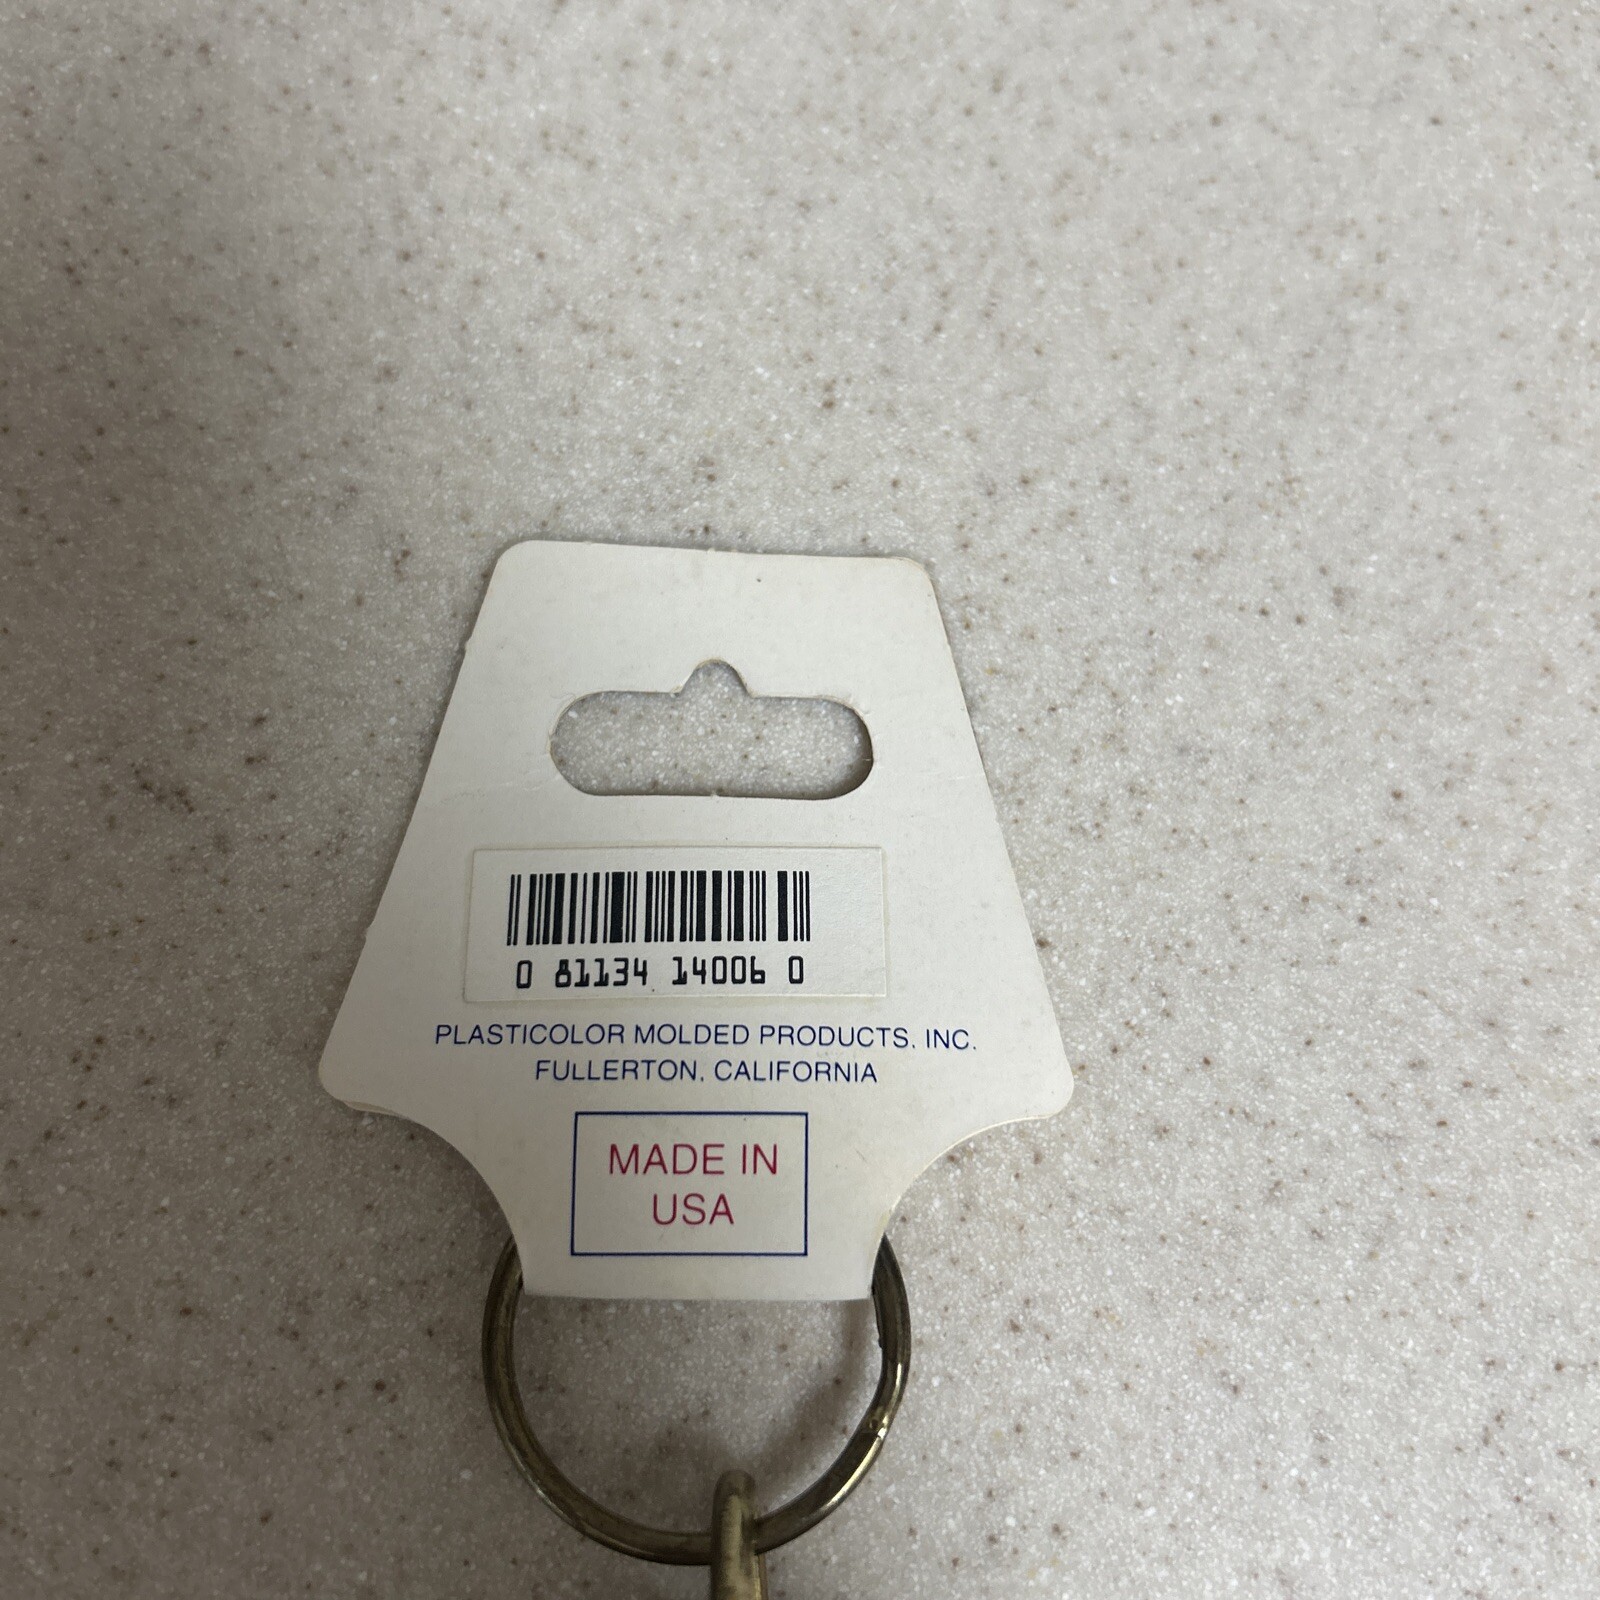 0 81134 14006 0
PLASTICOLOR MOLDED PRODUCTS, INC.
FULLERTON, CALIFORNIA
MADE IN
USA